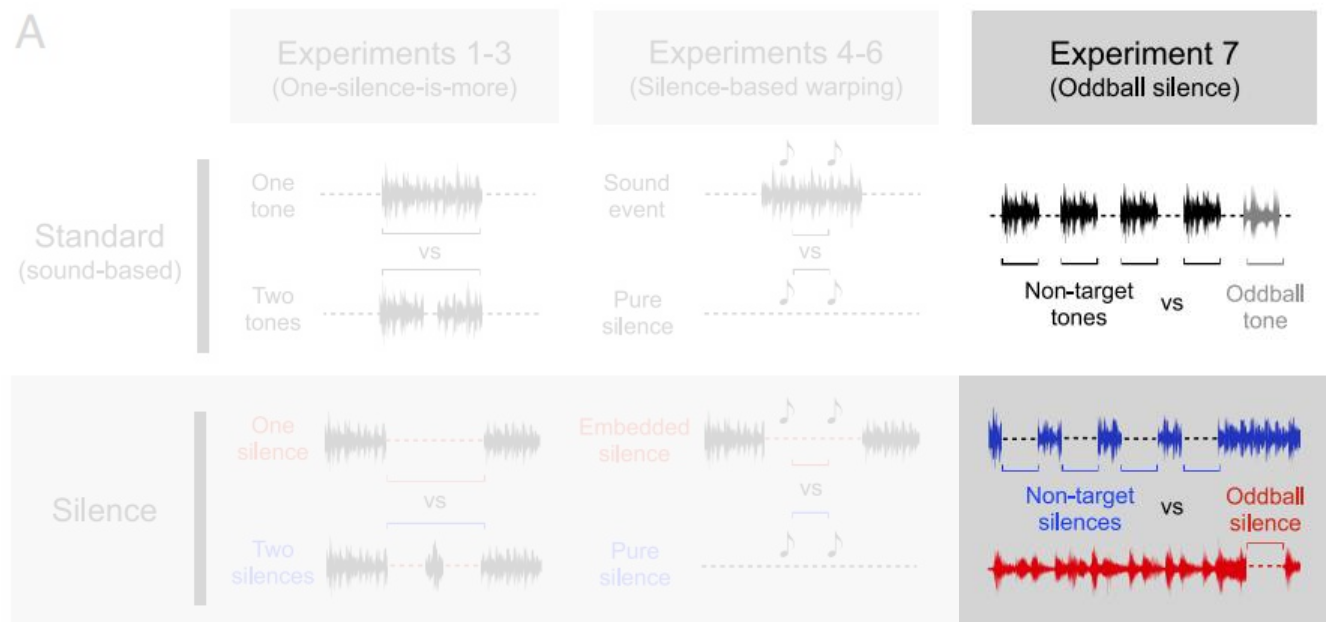 A
Experiments 1-3
(One-silence-is-more)
Experiments 4-6
(Silence-based warping)
Experiment 7
(Oddball silence)
Standard
(sound-based)
One
tone
vs
Two
tones
Sound
event
vs
Pure
silence
Non-target
tones
vs
Oddball
tone
Silence
One
silence
vs
Two
silences
Embedded
silence
vs
Pure
silence
Non-target
silences
vs
Oddball
silence